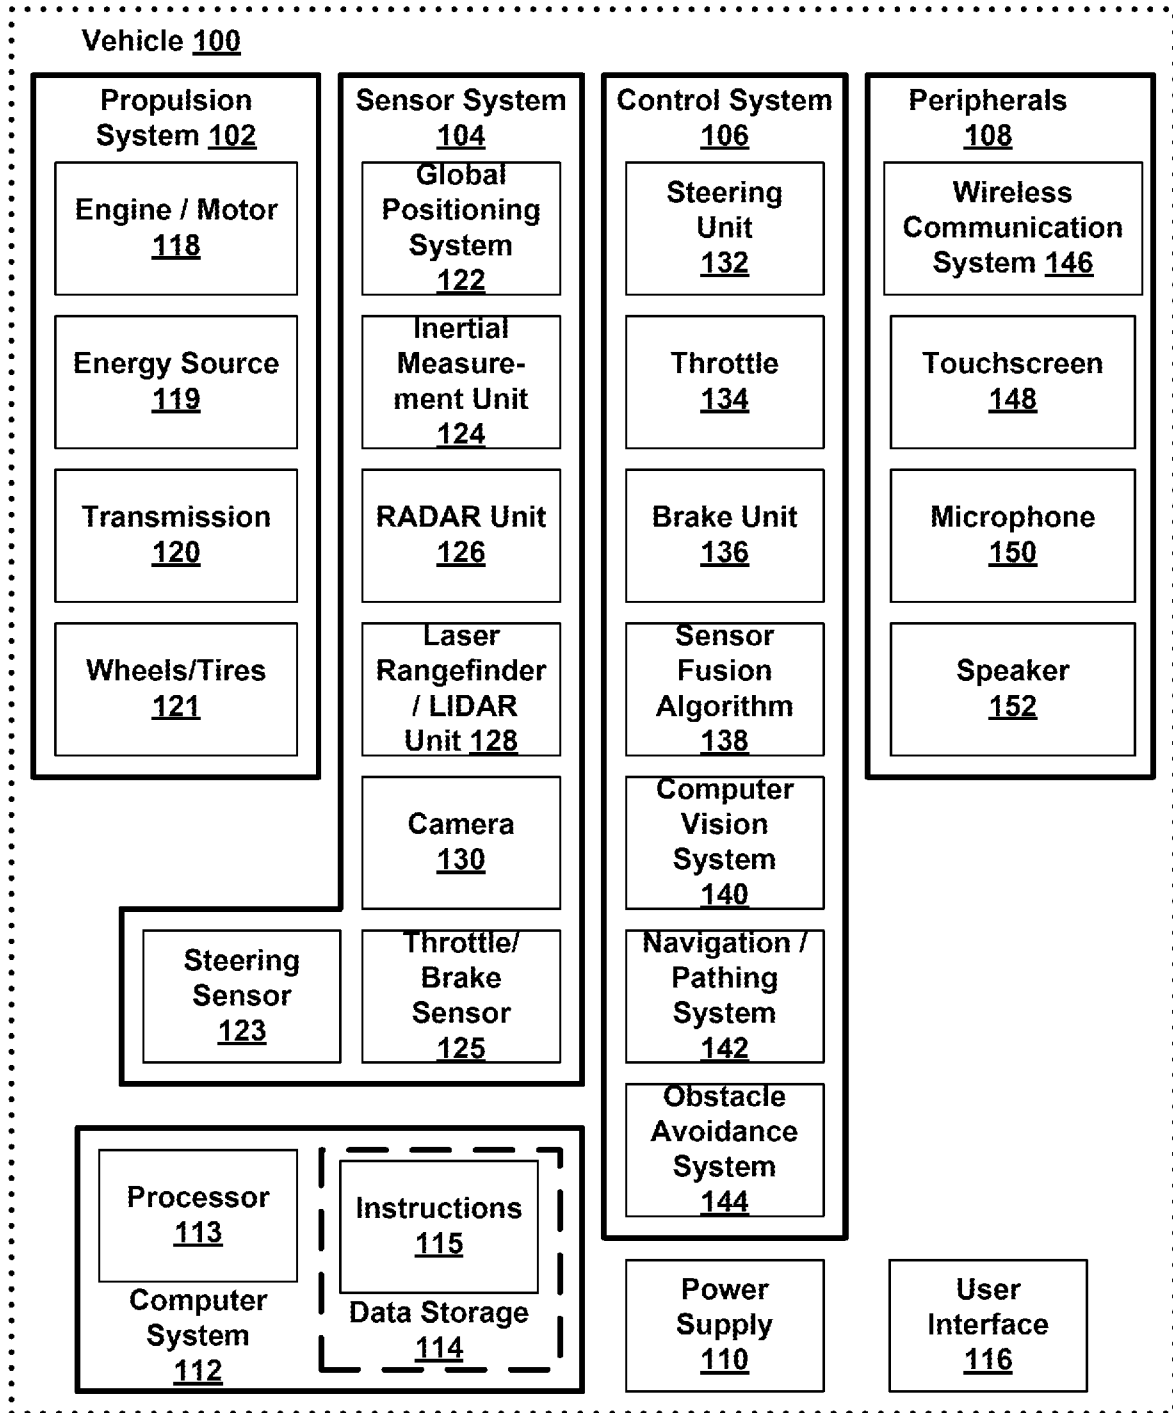 Vehicle 100
Propulsion
System 102
Engine / Motor
118
Energy Source
119
Transmission
120
Wheels/Tires
121
Sensor System
104
Global
Positioning
System
122
Inertial
Measure-
ment Unit
124
RADAR Unit
126
Laser
Rangefinder
/ LIDAR
Unit 128
Camera
130
Steering
Sensor
123
Throttle/
Brake
Sensor
125
Control System
106
Steering
Unit
132
Throttle
134
Brake Unit
136
Sensor
Fusion
Algorithm
138
Computer
Vision
System
140
Navigation /
Pathing
System
142
Obstacle
Avoidance
System
144
Peripherals
108
Wireless
Communication
System 146
Touchscreen
148
Microphone
150
Speaker
152
Processor
113
Computer
System
112
Instructions
115
Data Storage
114
Power
Supply
110
User
Interface
116